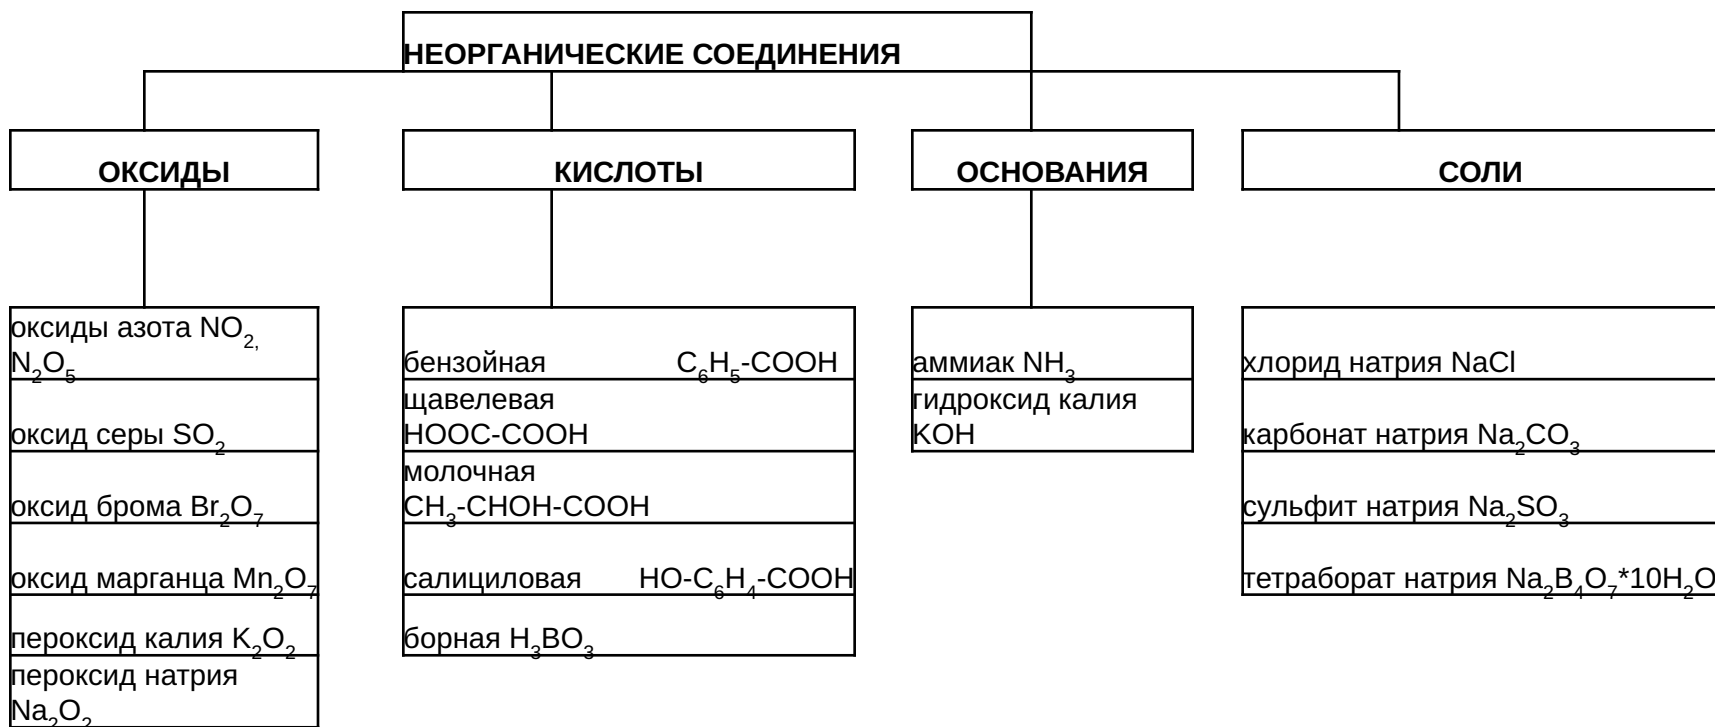 НЕОРГАНИЧЕСКИЕ СОЕДИНЕНИЯ
ОКСИДЫ
КИСЛОТЫ
ОСНОВАНИЯ
СОЛИ
оксиды азота NO₂,
N₂O₅
оксид серы SO₂
оксид брома Br₂O₇
оксид марганца Mn₂O₇
пероксид калия K₂O₂
пероксид натрия
Na₂O₂
бензойная C₆H₅-COOH
щавелевая
HOOC-COOH
молочная
CH₃-CHOH-COOH
салициловая HO-C₆H₄-COOH
борная H₃BO₃
аммиак NH₃
гидроксид калия
KOH
хлорид натрия NaCl
карбонат натрия Na₂CO₃
сульфит натрия Na₂SO₃
тетраборат натрия Na₂B₄O₇*10H₂O